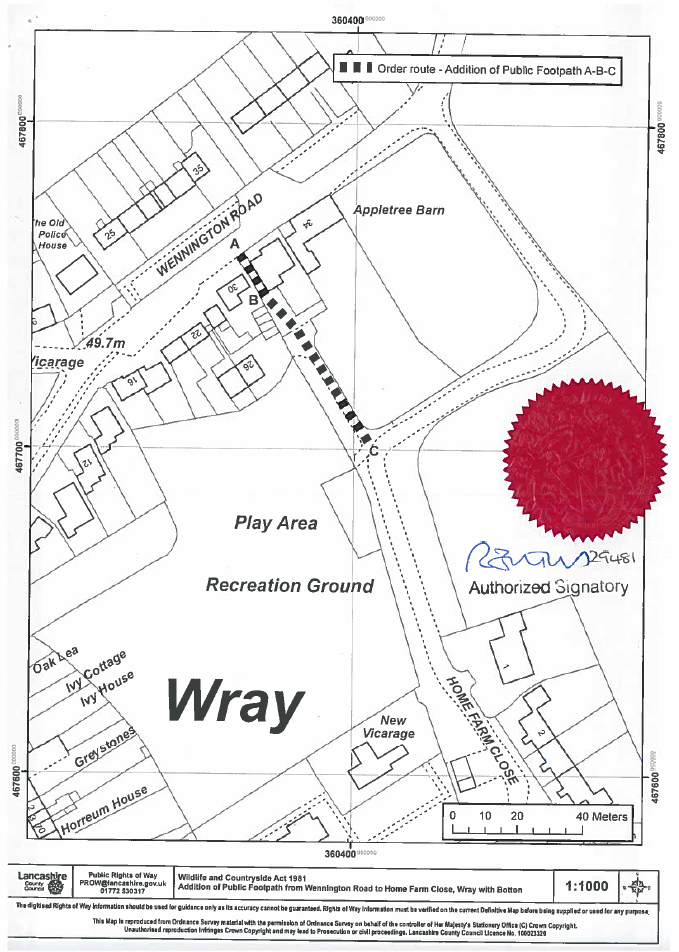 360400
Order route - Addition of Public Footpath A-B-C
467800
467800
35
Appletree Barn
34
WENNINGTON ROAD
25
The Old
Police
House
A
30
B
49.7m
22
Vicarage
26
16
467700
C
12
Play Area
29481
Recreation Ground
Authorized Signatory
Oak Lea
Ivy Cottage
Ivy House
1
Wray
HOME FARM CLOSE
New
Vicarage
2
Greystones
467600
467600
Horreum House
0 10 20 40 Meters
360400
Lancashire
County
Council
Public Rights of Way
PROW@lancashire.gov.uk
01772 530317
Wildlife and Countryside Act 1981
Addition of Public Footpath from Wennington Road to Home Farm Close, Wray with Botton
1:1000
The digitised Rights of Way information should be used for guidance only as its accuracy cannot be guaranteed. Rights of Way information must be verified on the current Definitive Map before being supplied or used for any purpose.
This Map is reproduced from Ordnance Survey material with the permission of Ordnance Survey on behalf of the controller of Her Majesty's Stationery Office (C) Crown Copyright.
Unauthorised reproduction infringes Crown Copyright and may lead to Prosecution or civil proceedings. Lancashire County Council Licence No. 100023320